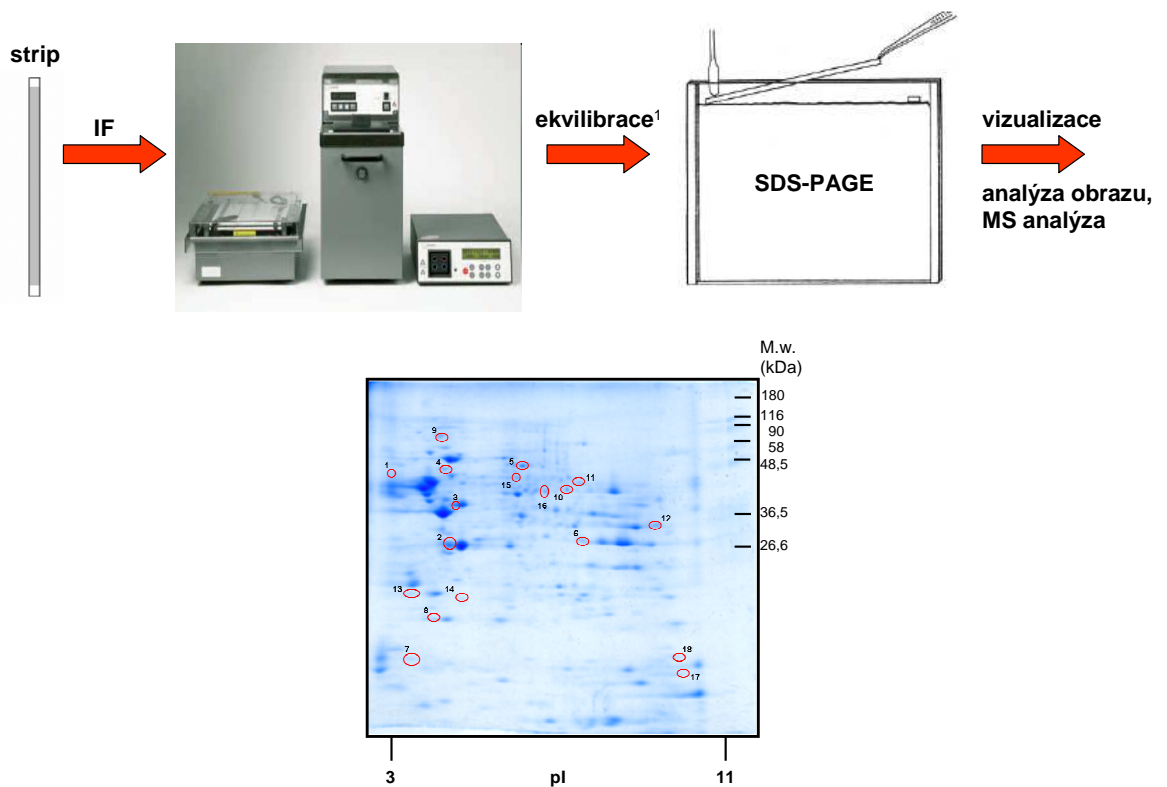 strip
IF
ekvilibrace¹
SDS-PAGE
vizualizace
analýza obrazu,
MS analýza
M.w.
(kDa)
180
116
90
58
48,5
36,5
26,6
9
1
4
5
15
11
10
16
3
12
2
6
13
14
8
7
18
17
3
pI
11